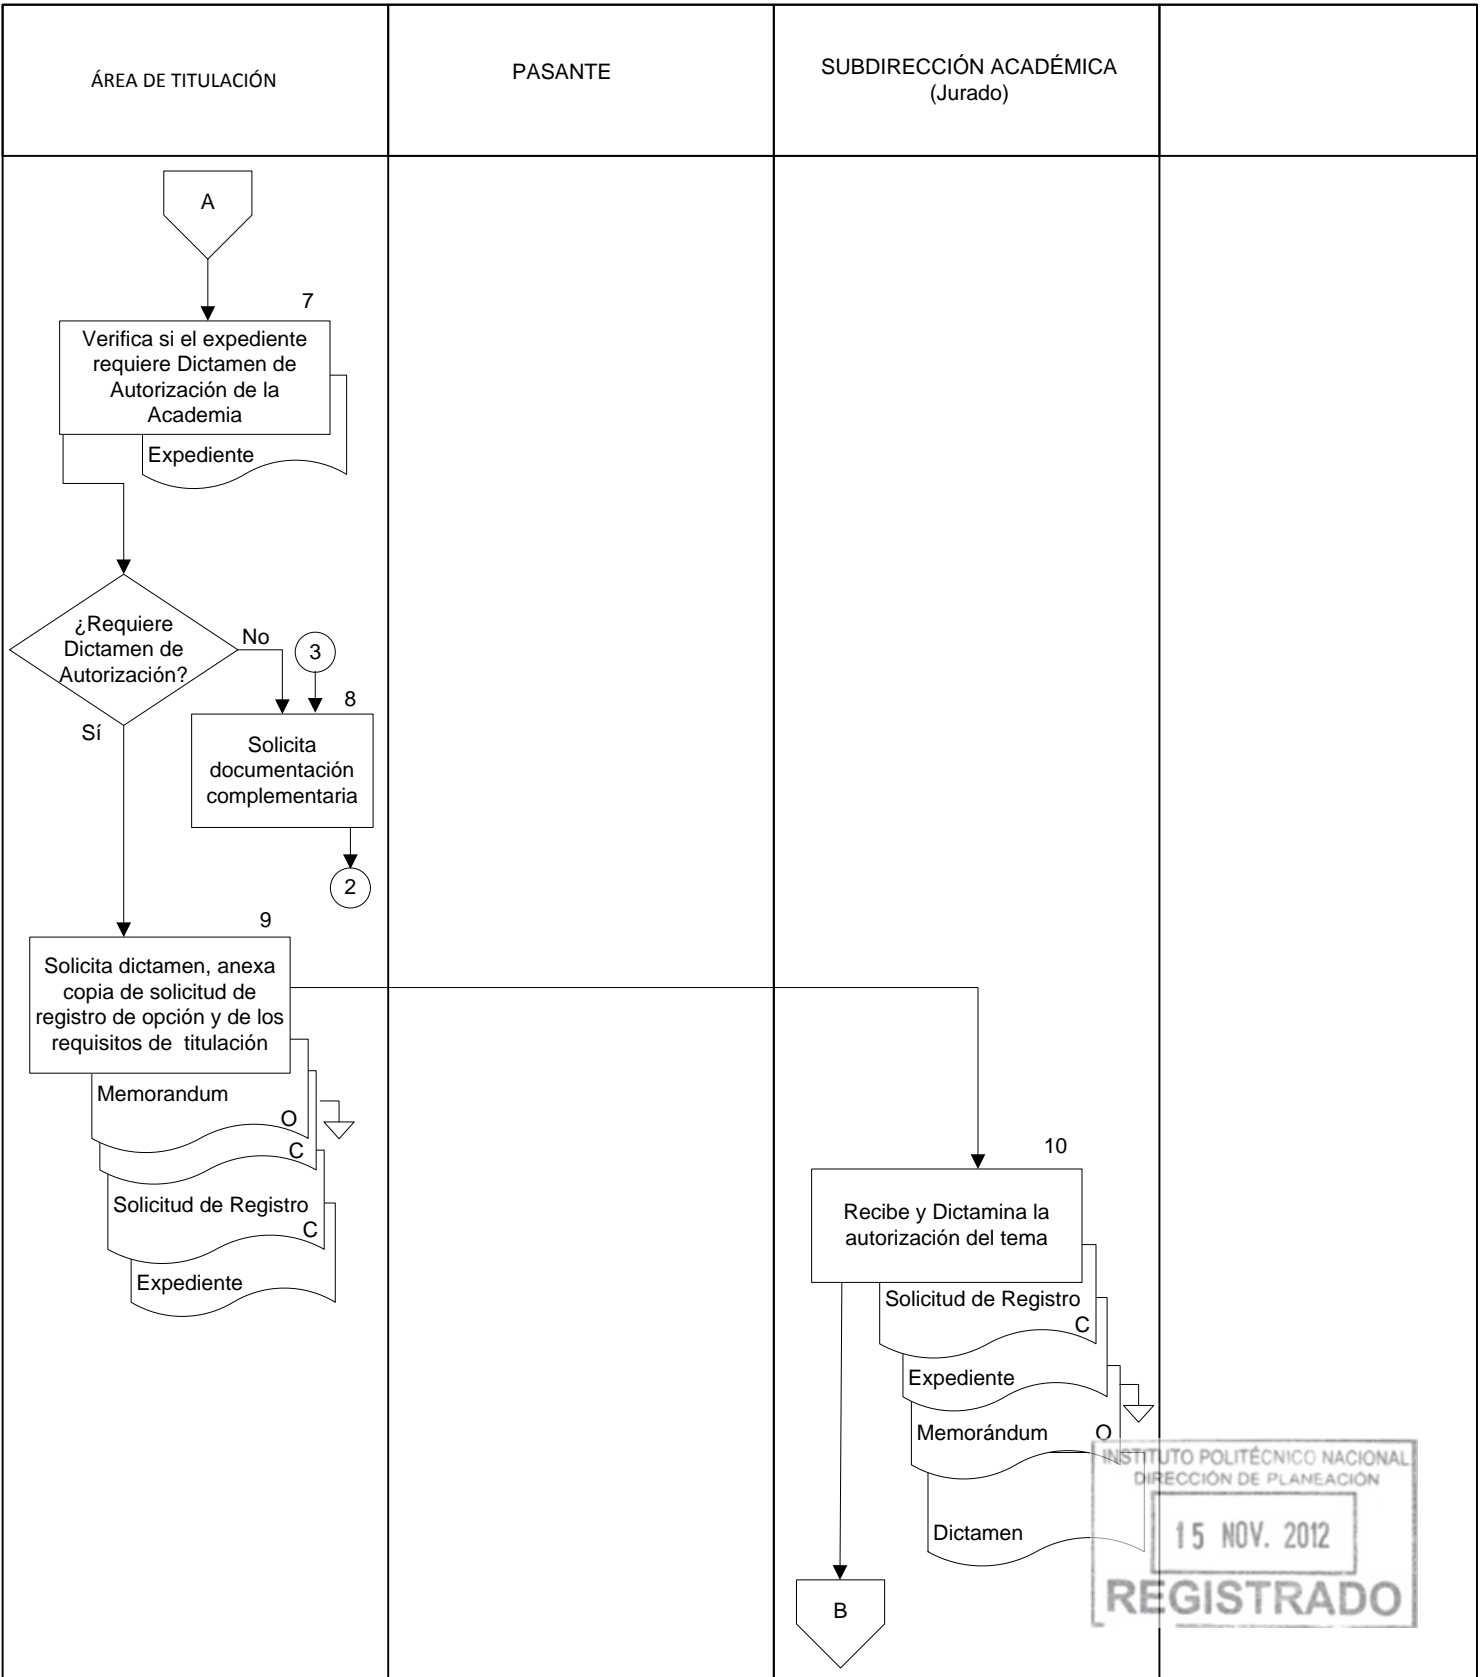 ÁREA DE TITULACIÓN
PASANTE
SUBDIRECCIÓN ACADÉMICA
(Jurado)
A
7
Verifica si el expediente
requiere Dictamen de
Autorización de la
Academia
Expediente
¿Requiere
Dictamen de
Autorización?
No
3
Sí
8
Solicita
documentación
complementaria
2
9
Solicita dictamen, anexa
copia de solicitud de
registro de opción y de los
requisitos de titulación
Memorandum
O
C
Solicitud de Registro
C
Expediente
10
Recibe y Dictamina la
autorización del tema
Solicitud de Registro
C
Expediente
Memorándum
O
Dictamen
B
INSTITUTO POLITÉCNICO NACIONAL
DIRECCIÓN DE PLANEACIÓN
15 NOV. 2012
REGISTRADO